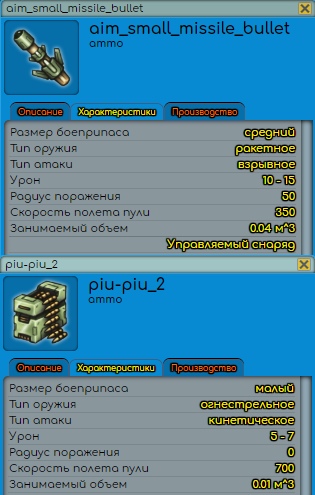 aim_small_missile_bullet
aim_small_missile_bullet
ammo
Описание Характеристики Производство
Размер боеприпаса средний
Тип оружия ракетное
Тип атаки взрывное
Урон 10 - 15
Радиус поражения 50
Скорость полета пули 350
Занимаемый объем 0.04 м^3
Управляемый снаряд
piu-piu_2
piu-piu_2
ammo
Описание Характеристики Производство
Размер боеприпаса малый
Тип оружия огнестрельное
Тип атаки кинетическое
Урон 5 - 7
Радиус поражения 0
Скорость полета пули 700
Занимаемый объем 0.01 м^3